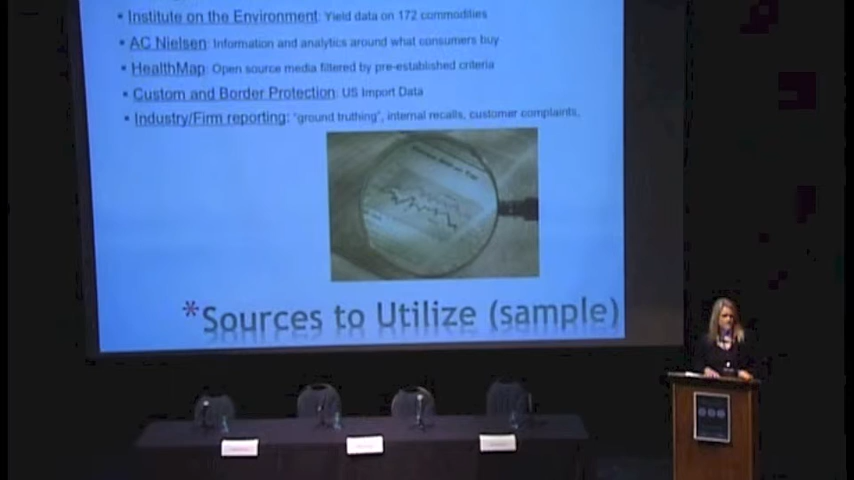 • Institute on the Environment: Yield data on 172 commodities
• AC Nielsen: Information and analytics around what consumers buy
• HealthMap: Open source media filtered by pre-established criteria
• Custom and Border Protection: US Import Data
• Industry/Firm reporting: "ground truthing", internal recalls, customer complaints,
*Sources to Utilize (sample)